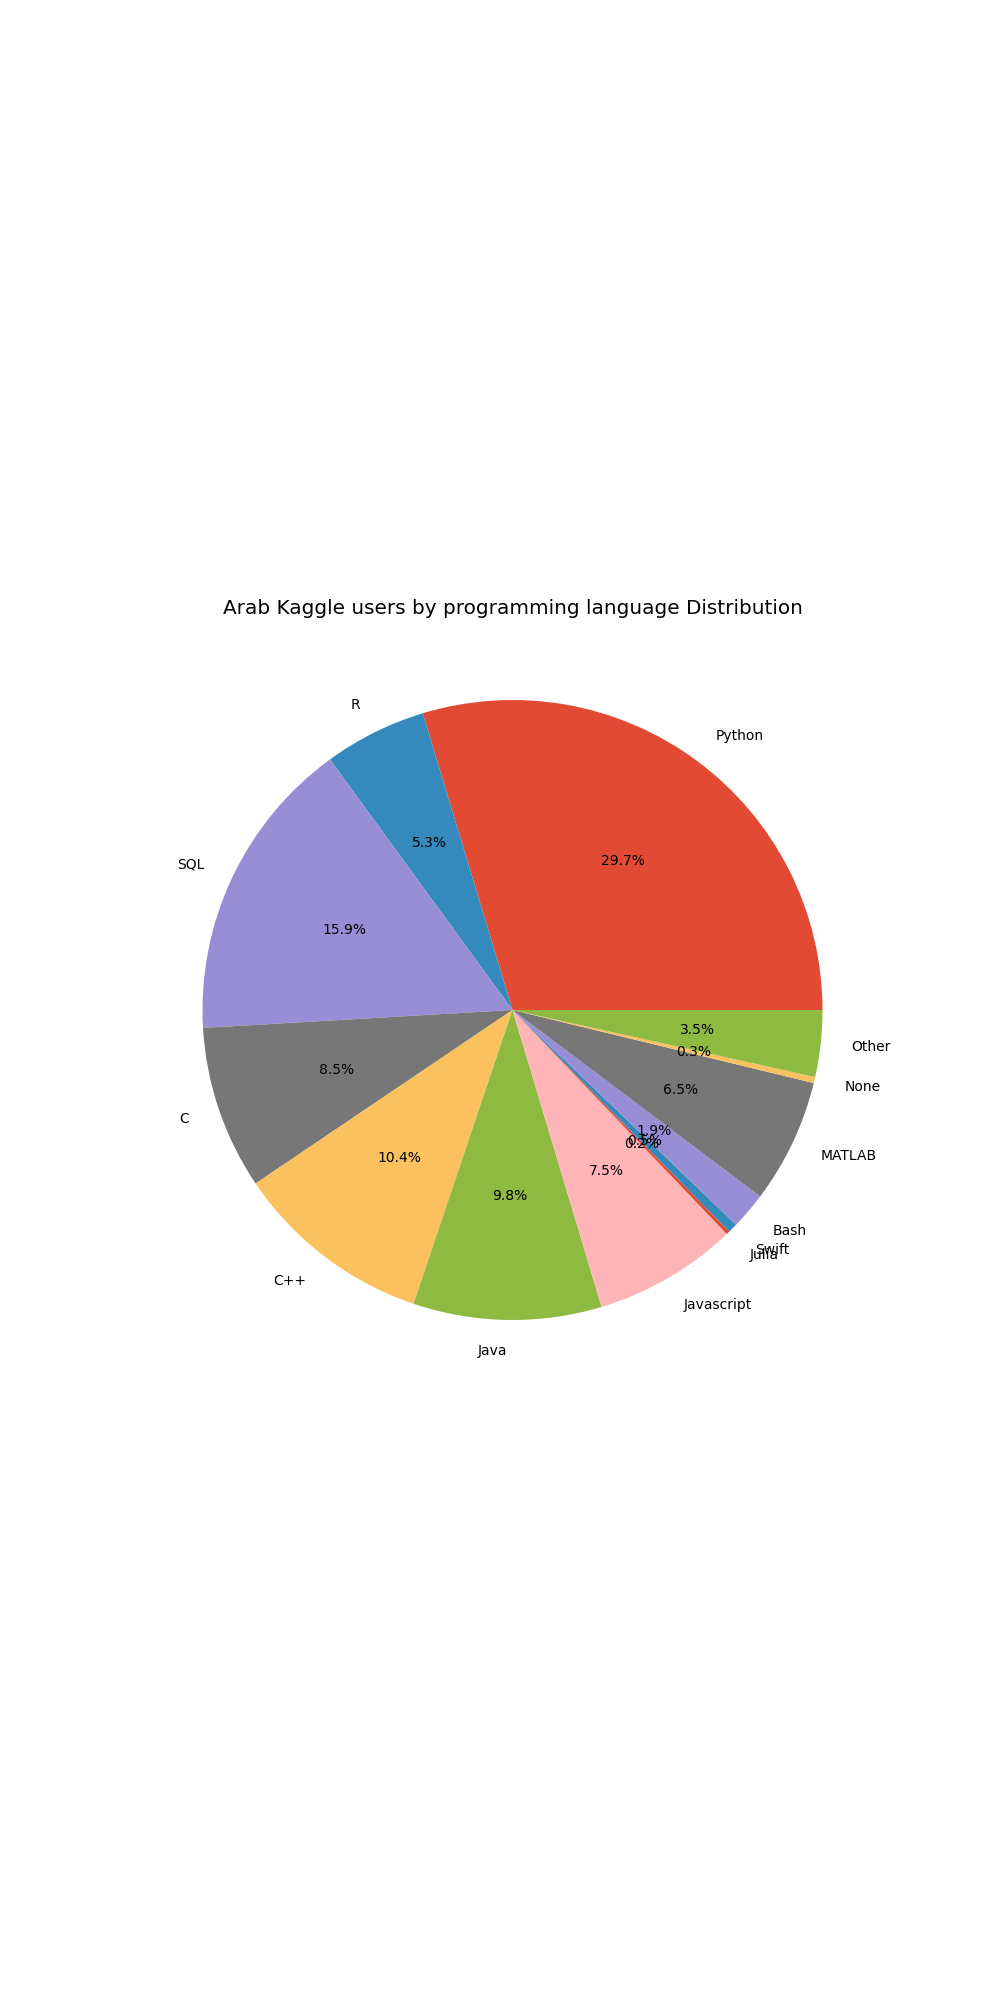 Arab Kaggle users by programming language Distribution
Python
29.7%
R
5.3%
SQL
15.9%
C
8.5%
C++
10.4%
Java
9.8%
Javascript
7.5%
Julia
0.2%
Swift
Bash
1.9%
MATLAB
6.5%
None
0.3%
Other
3.5%